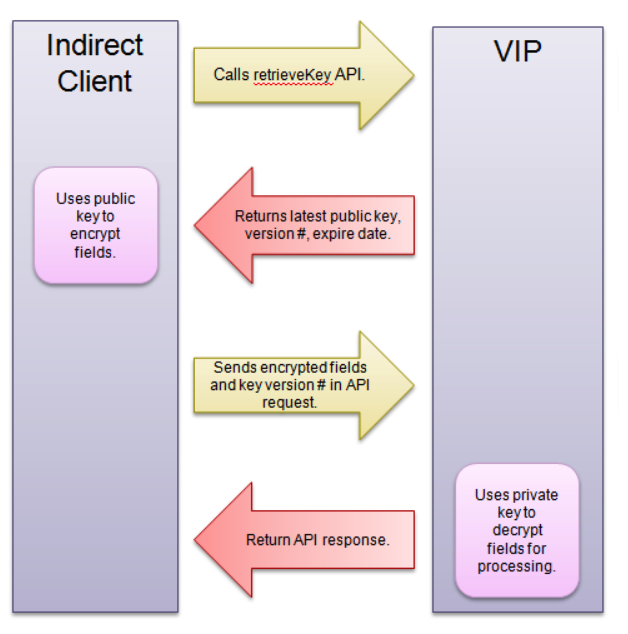 Indirect
Client
VIP
Calls retrieveKey API.
Uses public
key to
encrypt
fields.
Returns latest public key,
version #, expire date.
Sends encrypted fields
and key version # in API
request.
Uses private
key to
decrypt
fields for
processing.
Return API response.